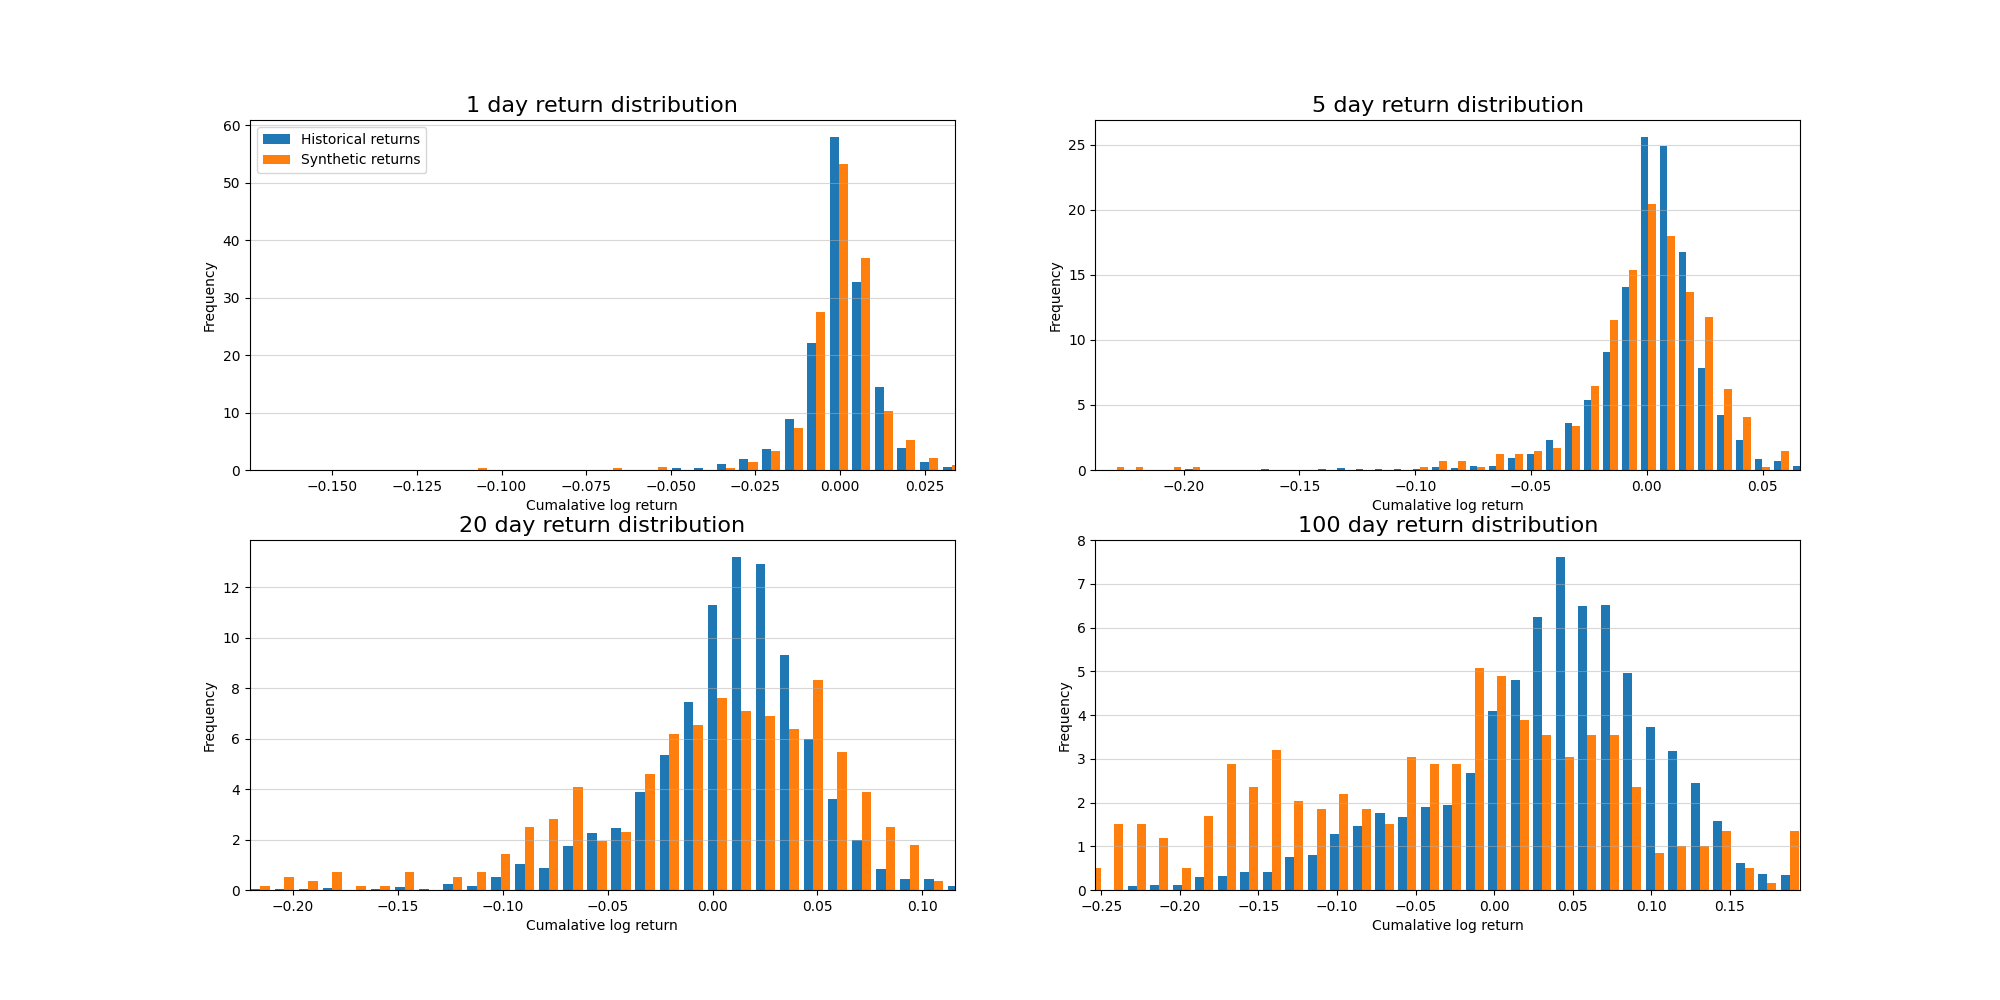 1 day return distribution
60
50
40
30
20
10
0
Frequency
Historical returns
Synthetic returns
−0.150 −0.125 −0.100 −0.075 −0.050 −0.025 0.000 0.025
Cumalative log return
5 day return distribution
25
20
15
10
5
0
Frequency
−0.20 −0.15 −0.10 −0.05 0.00 0.05
Cumalative log return
20 day return distribution
12
10
8
6
4
2
0
Frequency
−0.20 −0.15 −0.10 −0.05 0.00 0.05 0.10
Cumalative log return
100 day return distribution
8
7
6
5
4
3
2
1
0
Frequency
−0.25 −0.20 −0.15 −0.10 −0.05 0.00 0.05 0.10 0.15
Cumalative log return